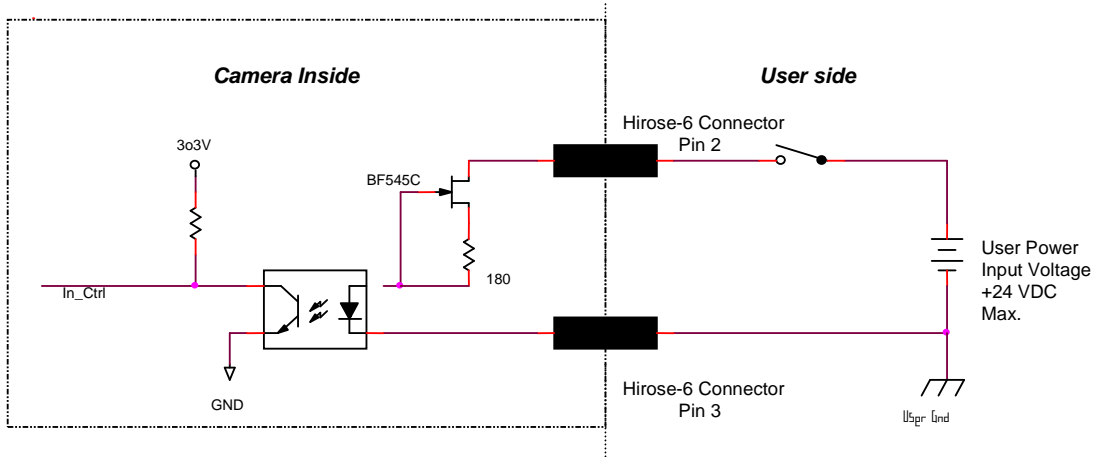 Camera Inside
User side
Hirose-6 Connector
Pin 2
3o3V
BF545C
180
In_Ctrl
GND
User Power
Input Voltage
+24 VDC
Max.
Hirose-6 Connector
Pin 3
User Gnd